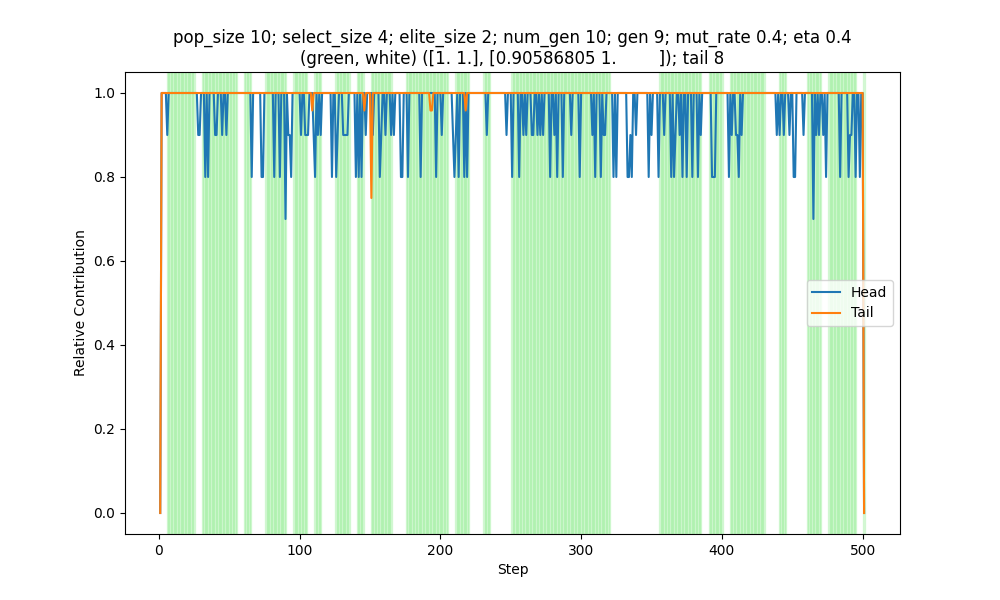 pop_size 10; select_size 4; elite_size 2; num_gen 10; gen 9; mut_rate 0.4; eta 0.4
(green, white) ([1. 1.], [0.90586805 1.         ]); tail 8
1.0
0.8
0.6
0.4
0.2
0.0
Relative Contribution
Head
Tail
0
100
200
300
400
500
Step